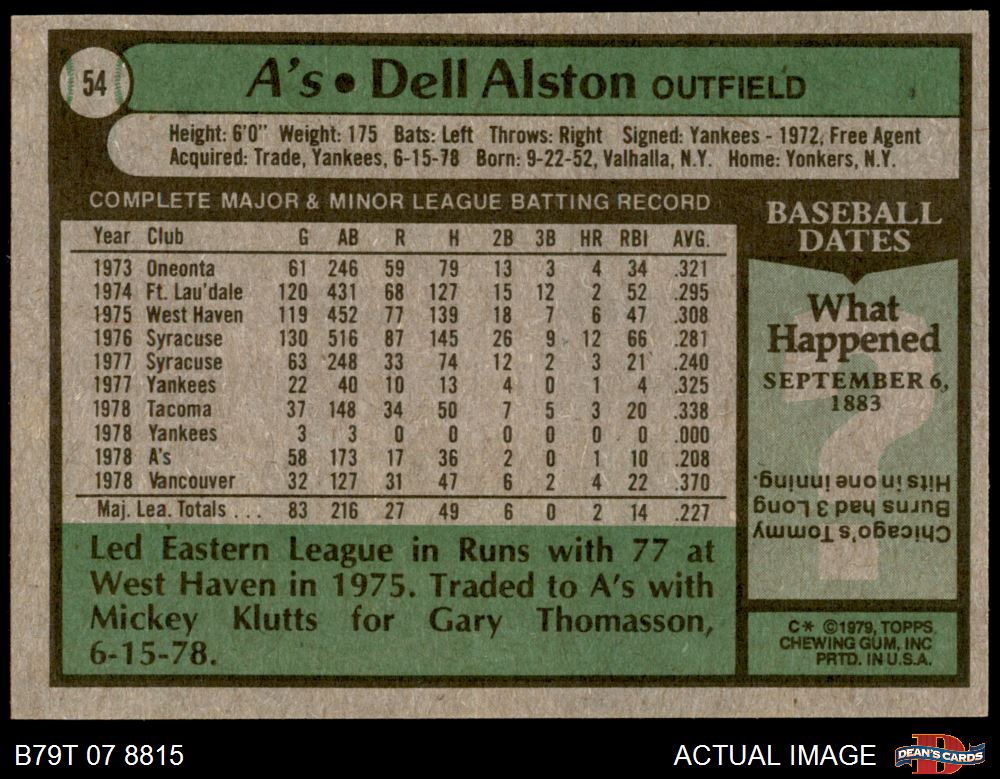 54
A's • Dell Alston OUTFIELD
Height: 6'0" Weight: 175 Bats: Left Throws: Right Signed: Yankees - 1972, Free Agent
Acquired: Trade, Yankees, 6-15-78 Born: 9-22-52, Valhalla, N.Y. Home: Yonkers, N.Y.
COMPLETE MAJOR & MINOR LEAGUE BATTING RECORD
Year Club G AB R H 2B 3B HR RBI AVG.
1973 Oneonta 61 246 59 79 13 3 4 34 .321
1974 Ft. Lau'dale 120 431 68 127 15 12 2 52 .295
1975 West Haven 119 452 77 139 18 7 6 47 .308
1976 Syracuse 130 516 87 145 26 9 12 66 .281
1977 Syracuse 63 248 33 74 12 2 3 21 .240
1977 Yankees 22 40 10 13 4 0 1 4 .325
1978 Tacoma 37 148 34 50 7 5 3 20 .338
1978 Yankees 3 3 0 0 0 0 0 0 .000
1978 A's 58 173 17 36 2 0 1 10 .208
1978 Vancouver 32 127 31 47 6 2 4 22 .370
Maj. Lea. Totals . . . 83 216 27 49 6 0 2 14 .227
Led Eastern League in Runs with 77 at
West Haven in 1975. Traded to A's with
Mickey Klutts for Gary Thomasson,
6-15-78.
BASEBALL
DATES
What
Happened
SEPTEMBER 6,
1883
?
Chicago's Tommy
Burns had 3 Long
Hits in one inning.
C* ©1979, TOPPS
CHEWING GUM, INC
PRTD. IN U.S.A.
B79T 07 8815
ACTUAL IMAGE
DEAN'S CARDS